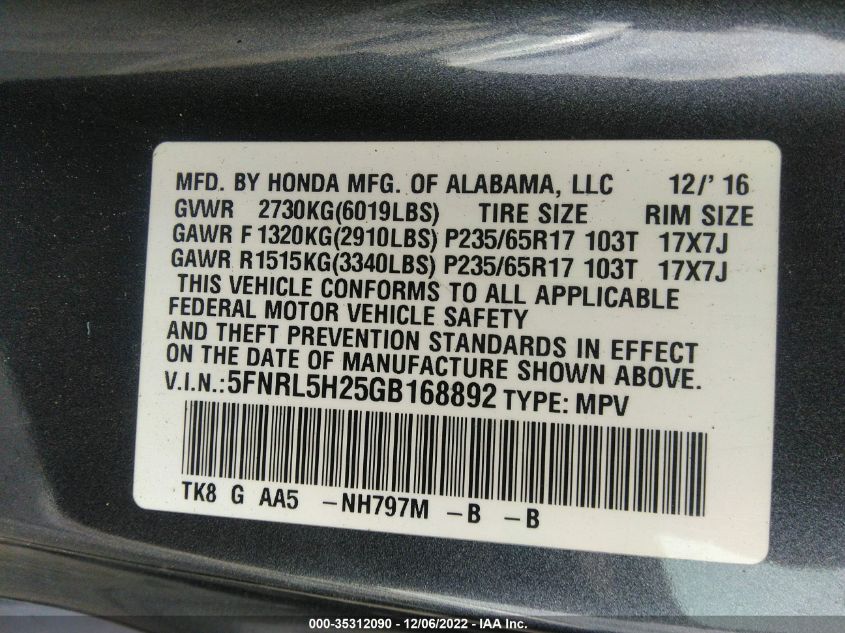 MFD. BY HONDA MFG. OF ALABAMA, LLC 12/' 16
GVWR 2730KG(6019LBS) TIRE SIZE RIM SIZE
GAWR F 1320KG(2910LBS) P235/65R17 103T 17X7J
GAWR R1515KG(3340LBS) P235/65R17 103T 17X7J
THIS VEHICLE CONFORMS TO ALL APPLICABLE
FEDERAL MOTOR VEHICLE SAFETY
AND THEFT PREVENTION STANDARDS IN EFFECT
ON THE DATE OF MANUFACTURE SHOWN ABOVE.
V.I.N.:5FNRL5H25GB168892 TYPE: MPV
TK8 G AA5 -NH797M -B -B
000-35312090 - 12/06/2022 - IAA Inc.